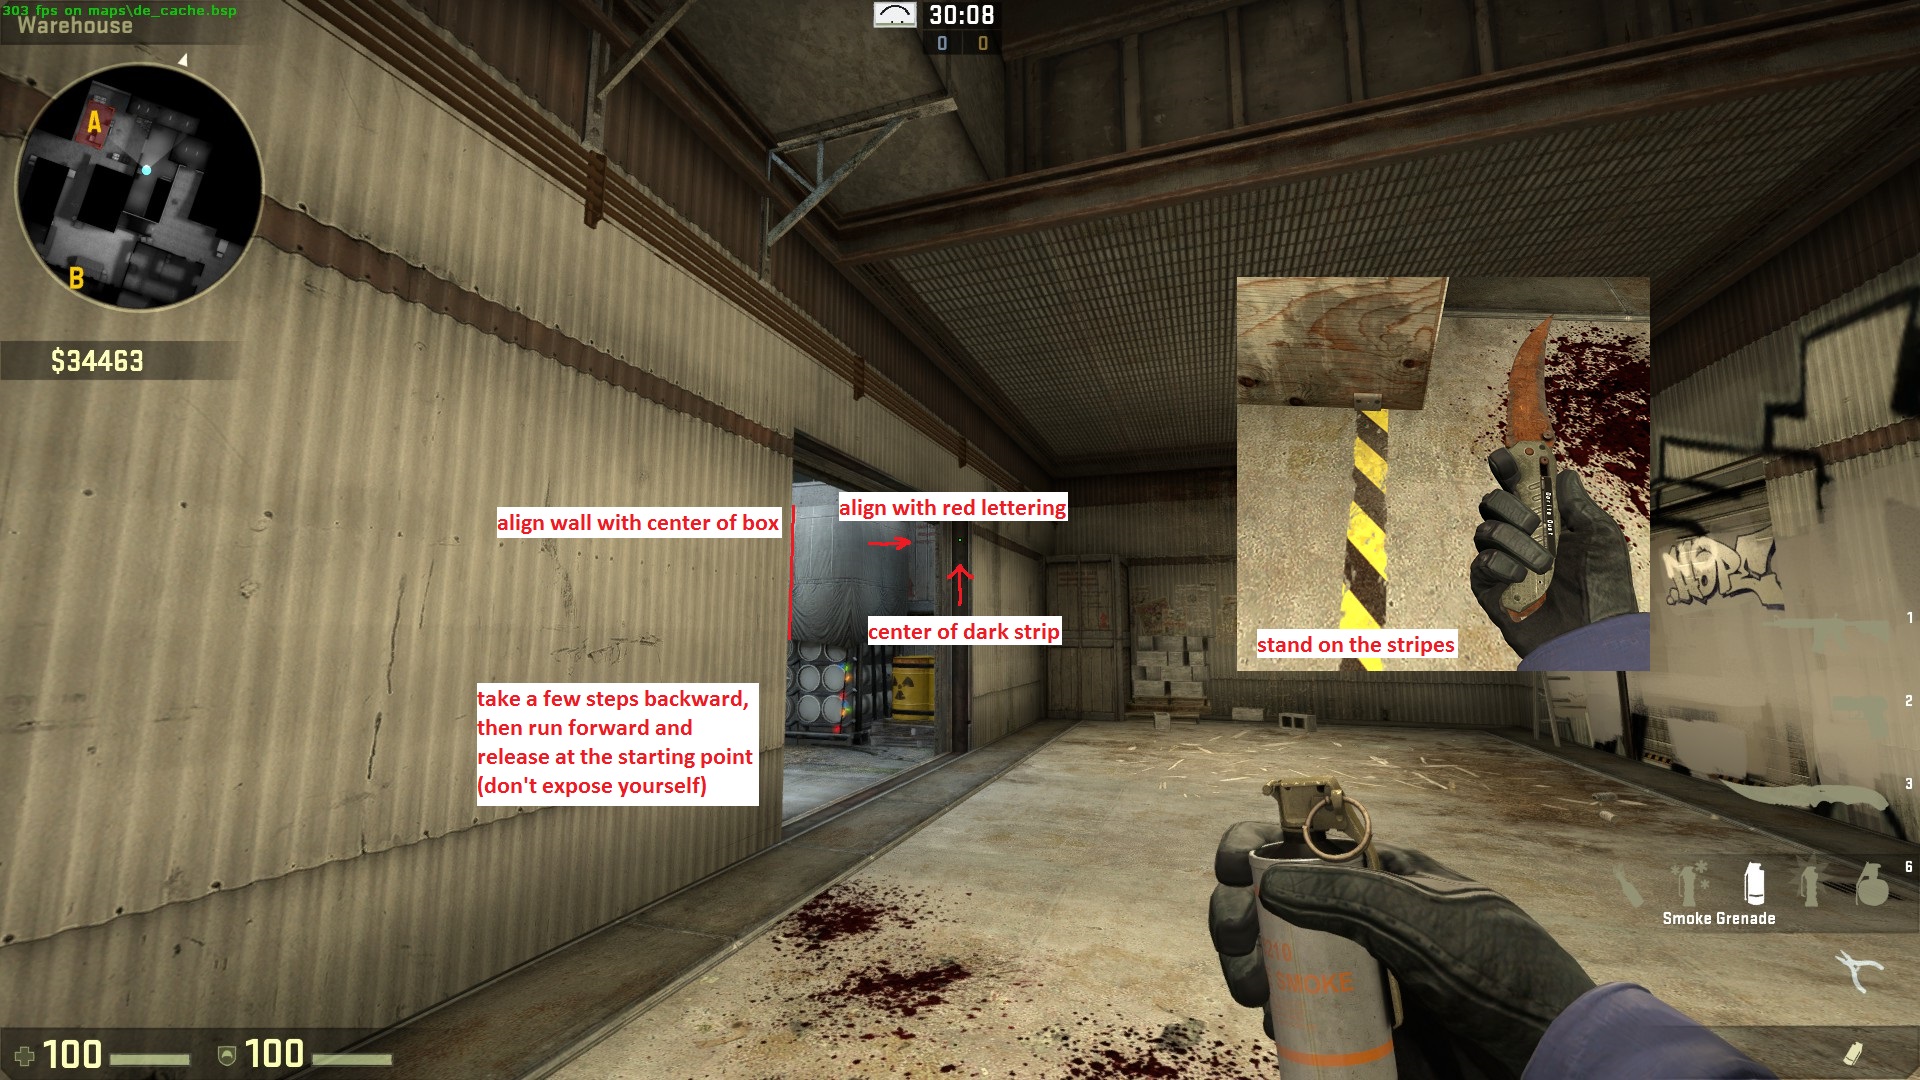 303 fps on maps\de_cache.bsp
Warehouse
30:08
0 0
A
B
$34463
align wall with center of box
align with red lettering
center of dark strip
stand on the stripes
take a few steps backward,
then run forward and
release at the starting point
(don't expose yourself)
1
2
3
6
Smoke Grenade
SMOKE
100
100